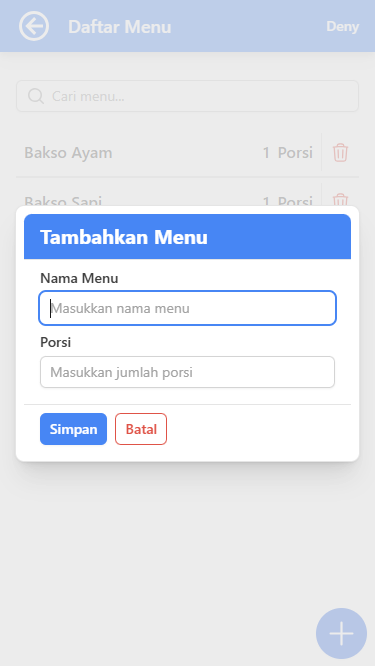 Daftar Menu Deny
Cari menu...
Bakso Ayam 1 Porsi
Bakso Sapi 1 Porsi
Tambahkan Menu
Nama Menu
Masukkan nama menu
Porsi
Masukkan jumlah porsi
Simpan Batal